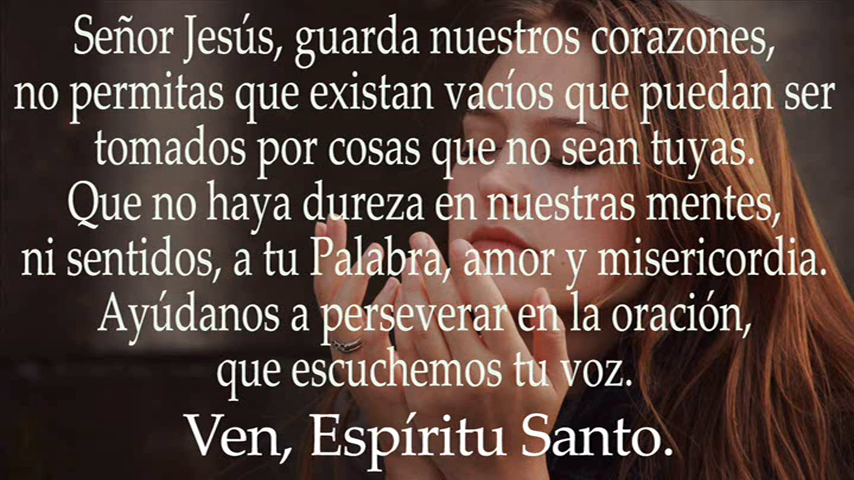 Señor Jesús, guarda nuestros corazones,
no permitas que existan vacíos que puedan ser
tomados por cosas que no sean tuyas.
Que no haya dureza en nuestras mentes,
ni sentidos, a tu Palabra, amor y misericordia.
Ayúdanos a perseverar en la oración,
que escuchemos tu voz.
Ven, Espíritu Santo.